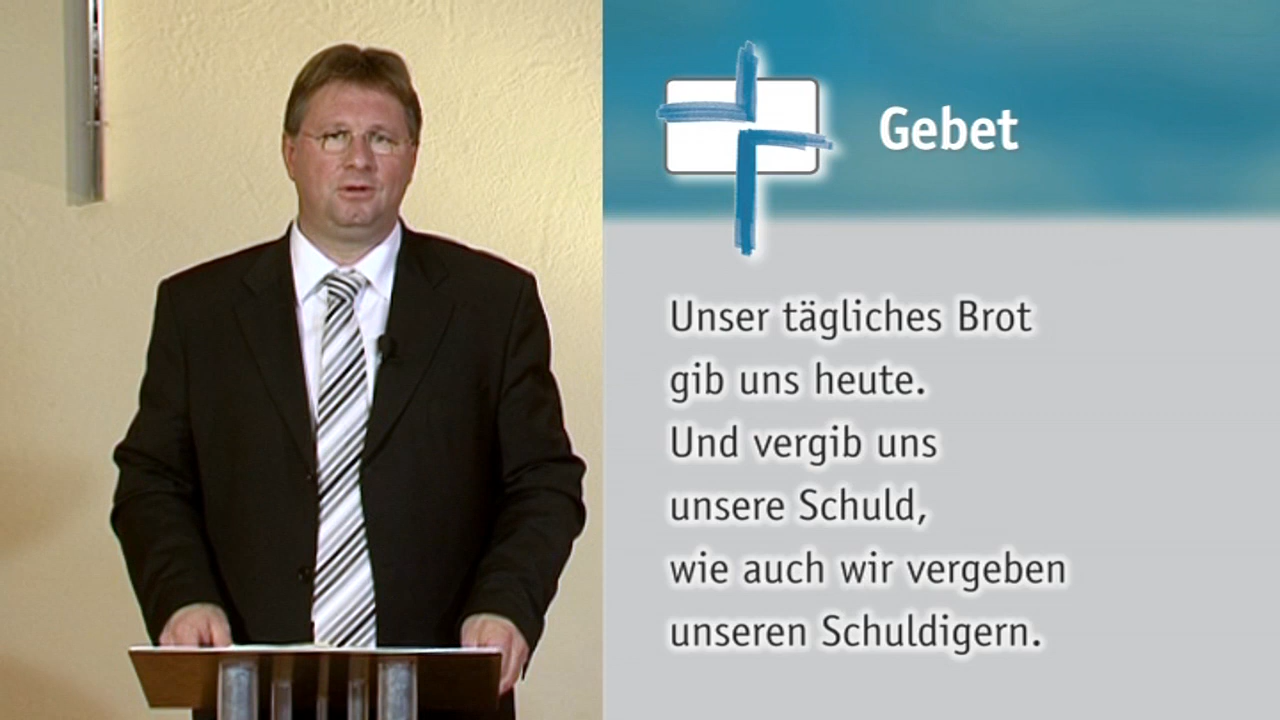 Gebet
Unser tägliches Brot
gib uns heute.
Und vergib uns
unsere Schuld,
wie auch wir vergeben
unseren Schuldigern.